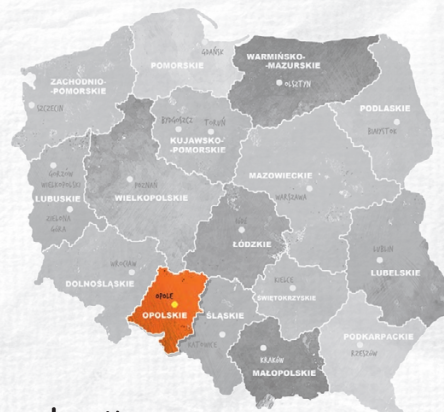 GDAŃSK
POMORSKIE
WARMIŃSKO-
-MAZURSKIE
OLSZTYN
ZACHODNIO-
-POMORSKIE
SZCZECIN
PODLASKIE
BIAŁYSTOK
BYDGOSZCZ
TORUŃ
KUJAWSKO-
-POMORSKIE
MAZOWIECKIE
WARSZAWA
GORZÓW
WIELKOPOLSKI
LUBUSKIE
ZIELONA
GÓRA
POZNAŃ
WIELKOPOLSKIE
ŁÓDŹ
ŁÓDZKIE
LUBLIN
LUBELSKIE
WROCŁAW
DOLNOŚLĄSKIE
OPOLE
OPOLSKIE
ŚLĄSKIE
KATOWICE
KIELCE
ŚWIĘTOKRZYSKIE
KRAKÓW
MAŁOPOLSKIE
PODKARPACKIE
RZESZÓW